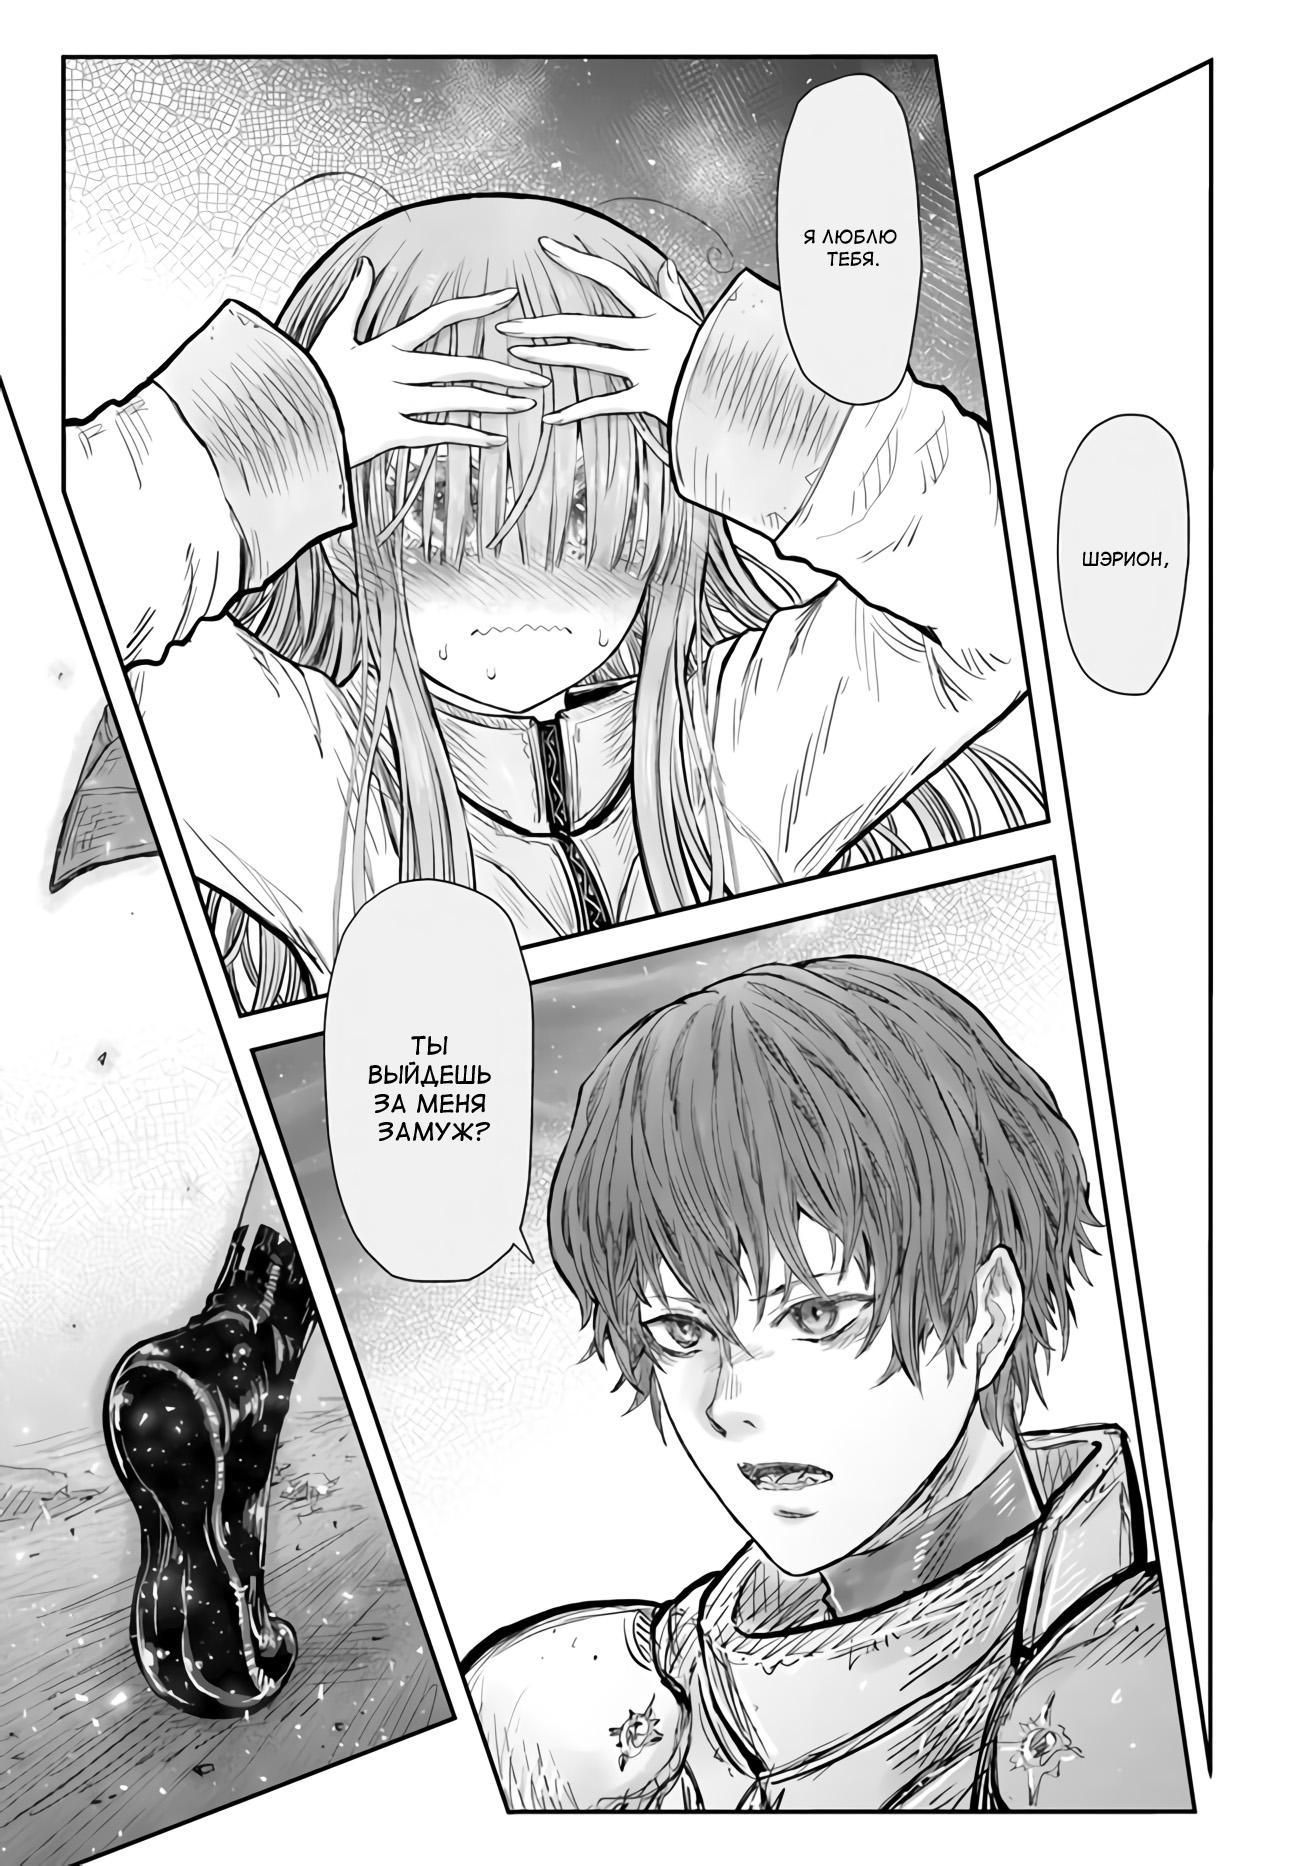 ШЭРИОН,
Я ЛЮБЛЮ
ТЕБЯ.
ТЫ
ВЫЙДЕШЬ
ЗА МЕНЯ
ЗАМУЖ?